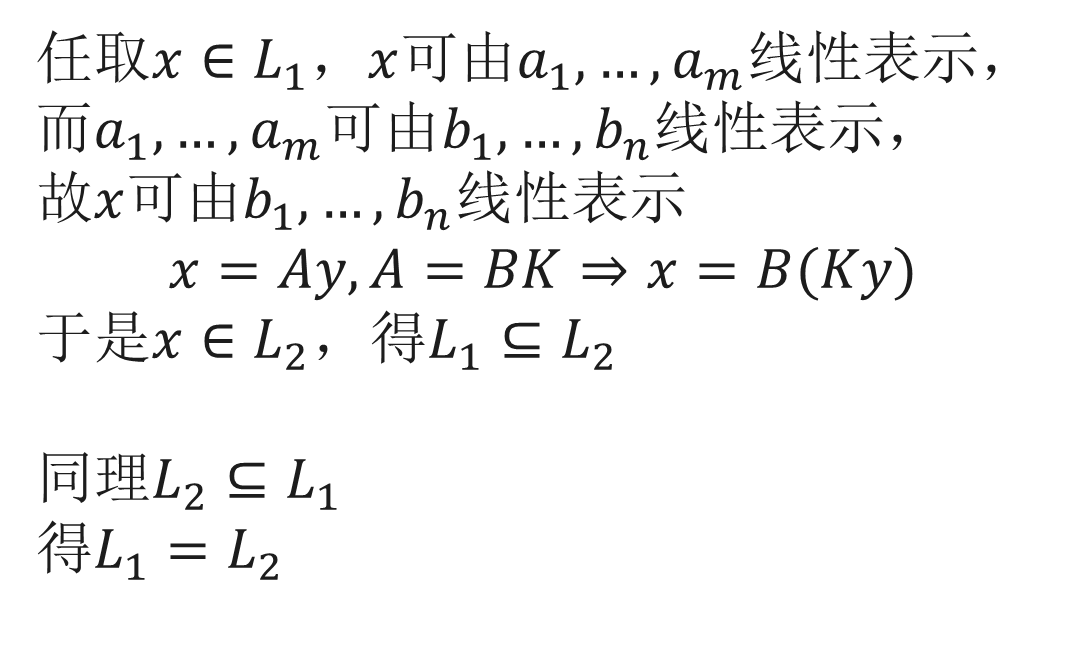 任取x ∈ L₁，x可由a₁, … , aₘ线性表示，
而a₁, … , aₘ可由b₁, … , bₙ线性表示，
故x可由b₁, … , bₙ线性表示
x = Ay, A = BK ⇒ x = B(Ky)
于是x ∈ L₂，得L₁ ⊆ L₂
同理L₂ ⊆ L₁
得L₁ = L₂